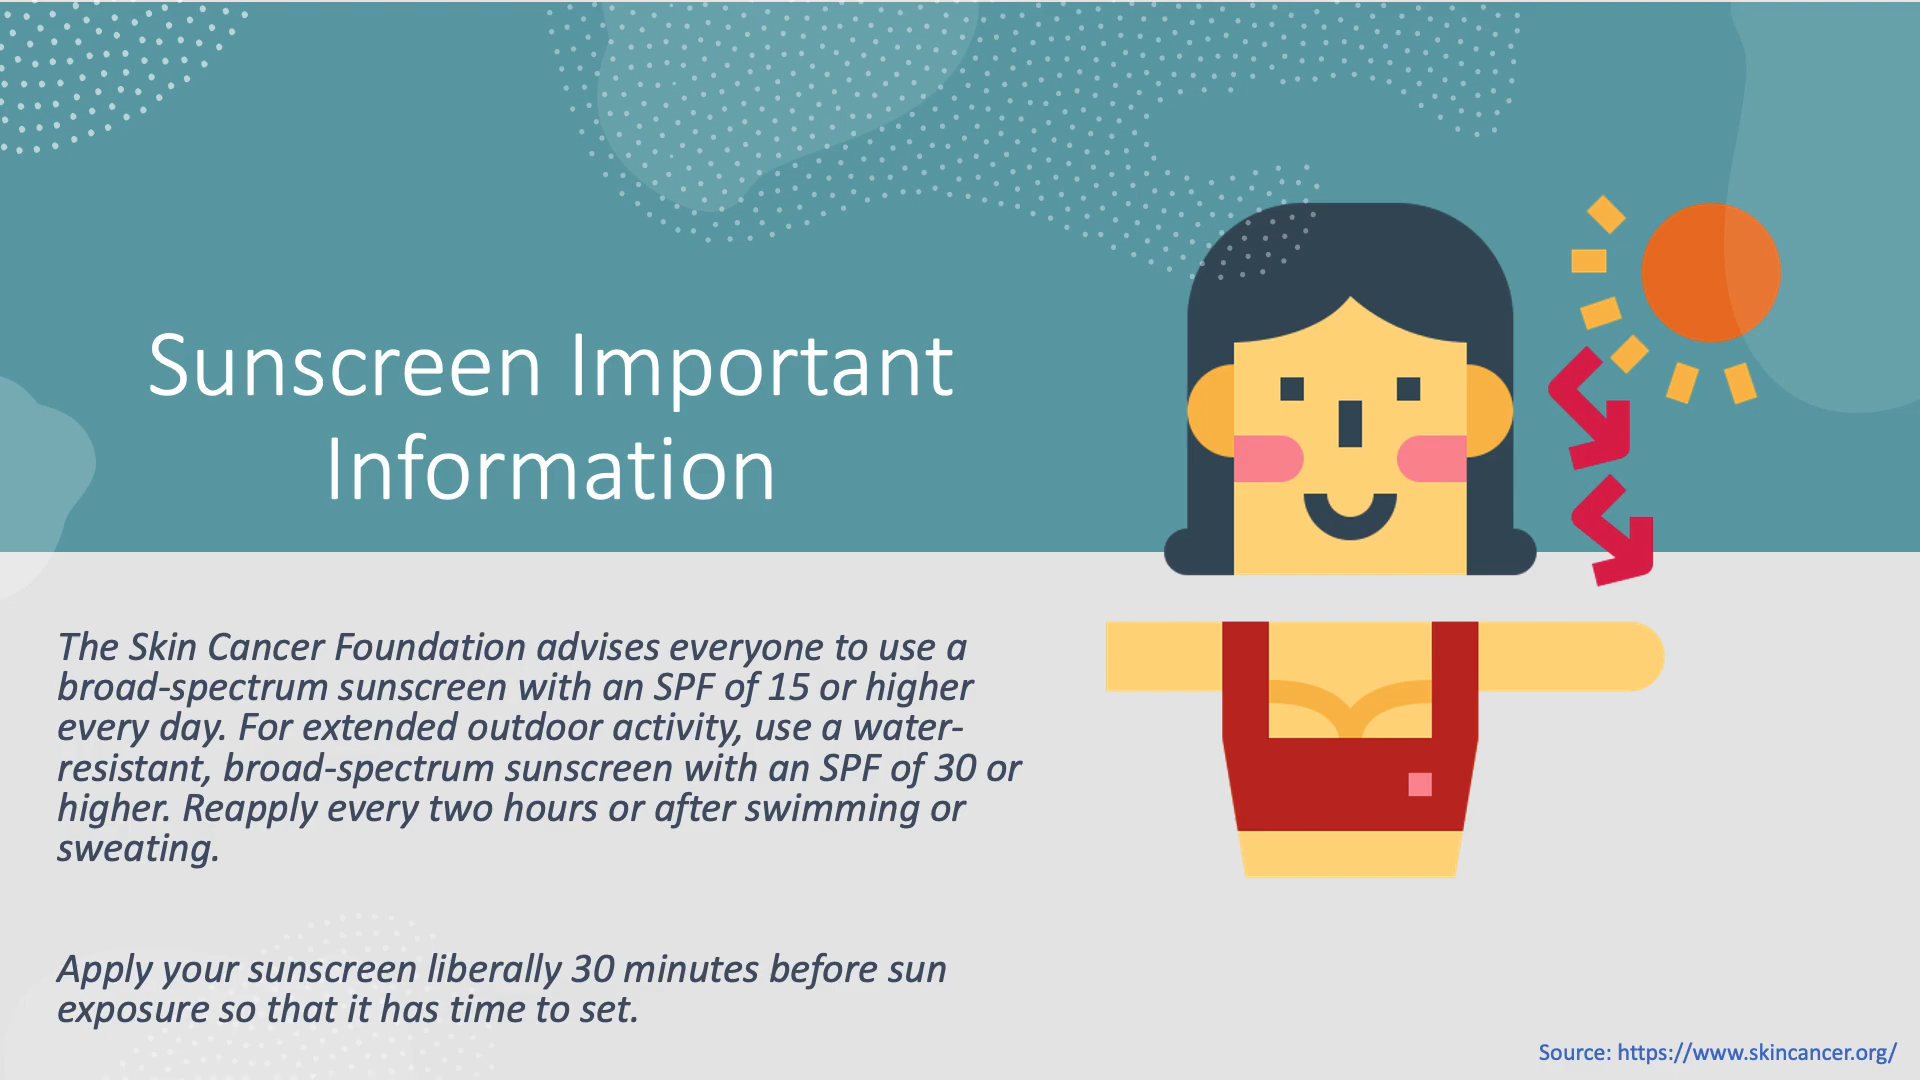 Sunscreen Important
Information
The Skin Cancer Foundation advises everyone to use a
broad-spectrum sunscreen with an SPF of 15 or higher
every day. For extended outdoor activity, use a water-
resistant, broad-spectrum sunscreen with an SPF of 30 or
higher. Reapply every two hours or after swimming or
sweating.
Apply your sunscreen liberally 30 minutes before sun
exposure so that it has time to set.
Source: https://www.skincancer.org/